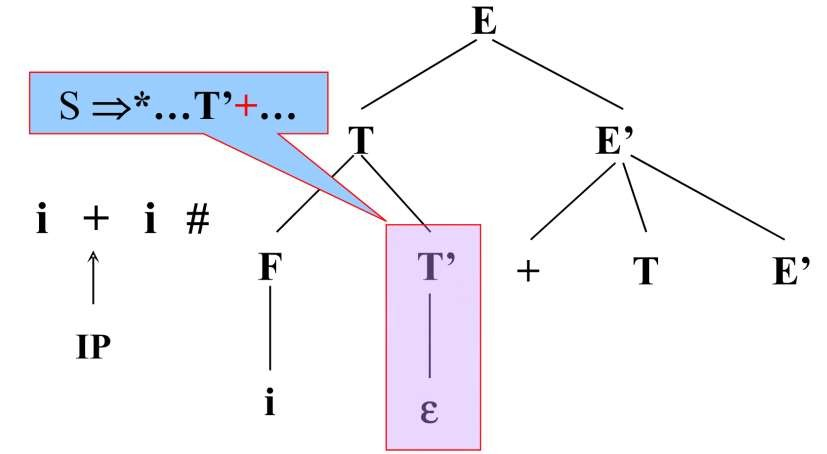 E
S ⇒*…T’+…
T E’
i + i #
F T’ + T E’
IP
i ε